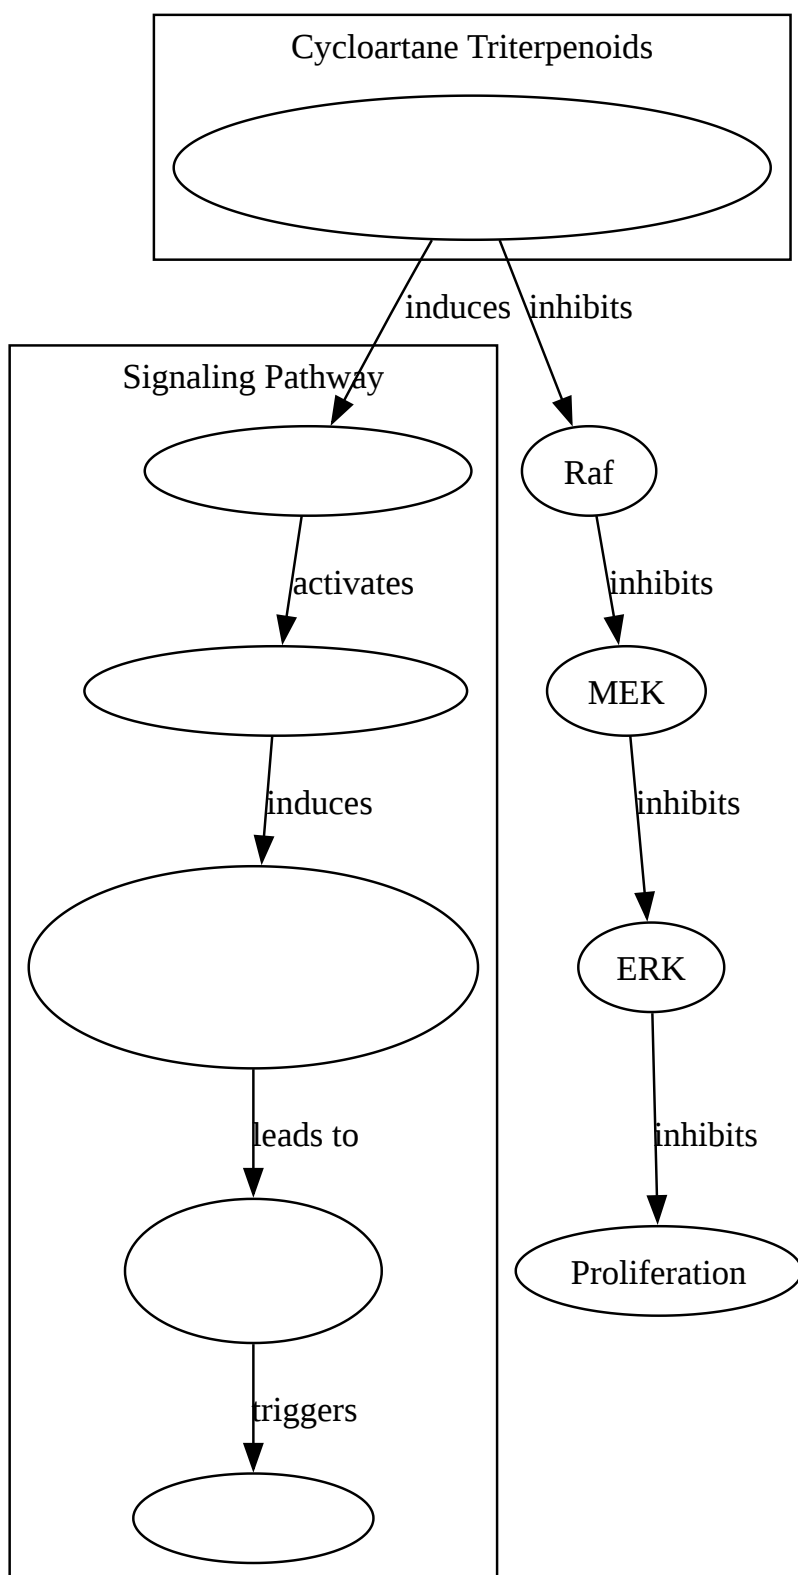 Cycloartane Triterpenoids
induces
inhibits
Signaling Pathway
Raf
activates
inhibits
MEK
induces
inhibits
ERK
leads to
inhibits
Proliferation
triggers